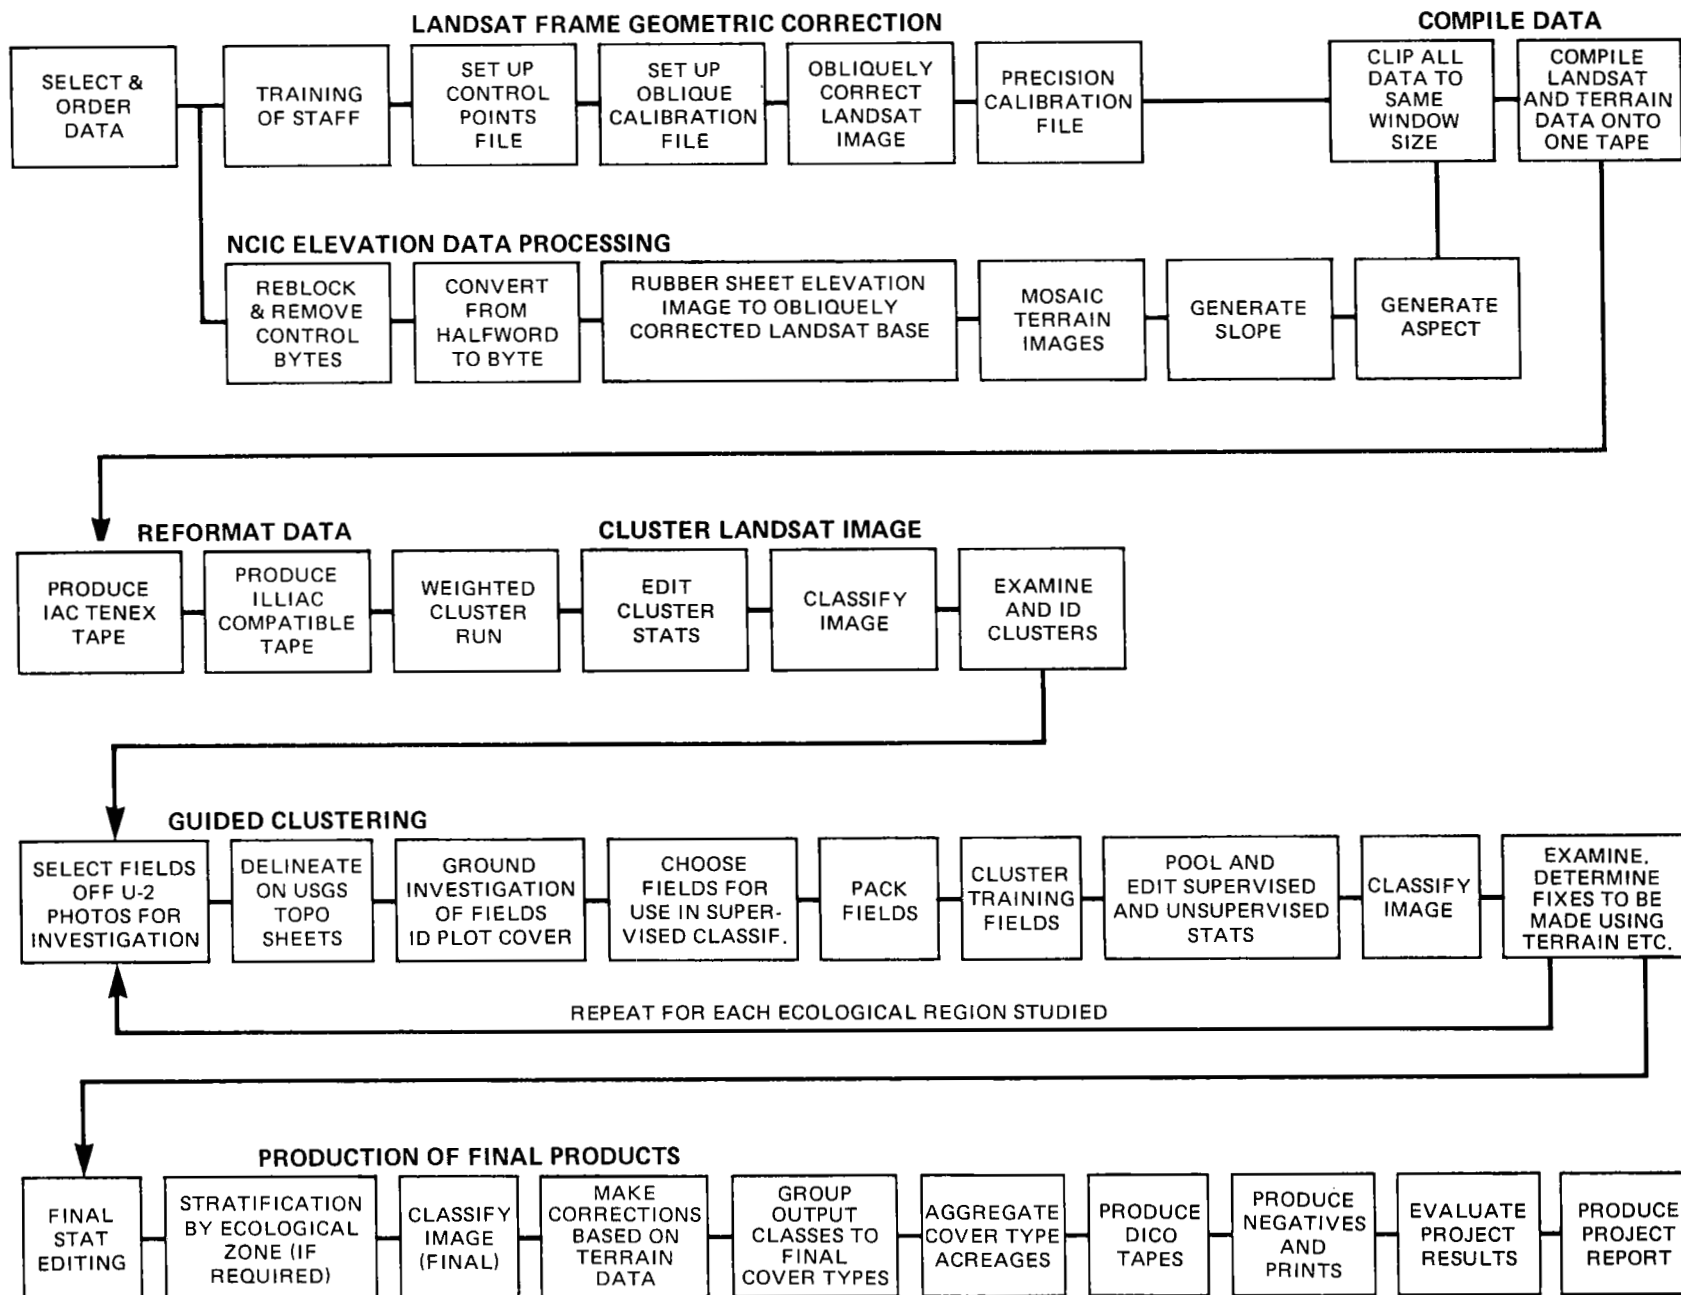 LANDSAT FRAME GEOMETRIC CORRECTION
COMPILE DATA
SELECT &
ORDER
DATA
TRAINING
OF STAFF
SET UP
CONTROL
POINTS
FILE
SET UP
OBLIQUE
CALIBRATION
FILE
OBLIQUELY
CORRECT
LANDSAT
IMAGE
PRECISION
CALIBRATION
FILE
CLIP ALL
DATA TO
SAME
WINDOW
SIZE
COMPILE
LANDSAT
AND TERRAIN
DATA ONTO
ONE TAPE
NCIC ELEVATION DATA PROCESSING
REBLOCK
& REMOVE
CONTROL
BYTES
CONVERT
FROM
HALFWORD
TO BYTE
RUBBER SHEET ELEVATION
IMAGE TO OBLIQUELY
CORRECTED LANDSAT BASE
MOSAIC
TERRAIN
IMAGES
GENERATE
SLOPE
GENERATE
ASPECT
REFORMAT DATA
CLUSTER LANDSAT IMAGE
PRODUCE
IAC TENEX
TAPE
PRODUCE
ILLIAC
COMPATIBLE
TAPE
WEIGHTED
CLUSTER
RUN
EDIT
CLUSTER
STATS
CLASSIFY
IMAGE
EXAMINE
AND ID
CLUSTERS
GUIDED CLUSTERING
SELECT FIELDS
OFF U-2
PHOTOS FOR
INVESTIGATION
DELINEATE
ON USGS
TOPO
SHEETS
GROUND
INVESTIGATION
OF FIELDS
ID PLOT COVER
CHOOSE
FIELDS FOR
USE IN SUPER-
VISED CLASSIF.
PACK
FIELDS
CLUSTER
TRAINING
FIELDS
POOL AND
EDIT SUPERVISED
AND UNSUPERVISED
STATS
CLASSIFY
IMAGE
EXAMINE.
DETERMINE
FIXES TO BE
MADE USING
TERRAIN ETC.
REPEAT FOR EACH ECOLOGICAL REGION STUDIED
PRODUCTION OF FINAL PRODUCTS
FINAL
STAT
EDITING
STRATIFICATION
BY ECOLOGICAL
ZONE (IF
REQUIRED)
CLASSIFY
IMAGE
(FINAL)
MAKE
CORRECTIONS
BASED ON
TERRAIN
DATA
GROUP
OUTPUT
CLASSES TO
FINAL
COVER TYPES
AGGREGATE
COVER TYPE
ACREAGES
PRODUCE
DICO
TAPES
PRODUCE
NEGATIVES
AND
PRINTS
EVALUATE
PROJECT
RESULTS
PRODUCE
PROJECT
REPORT